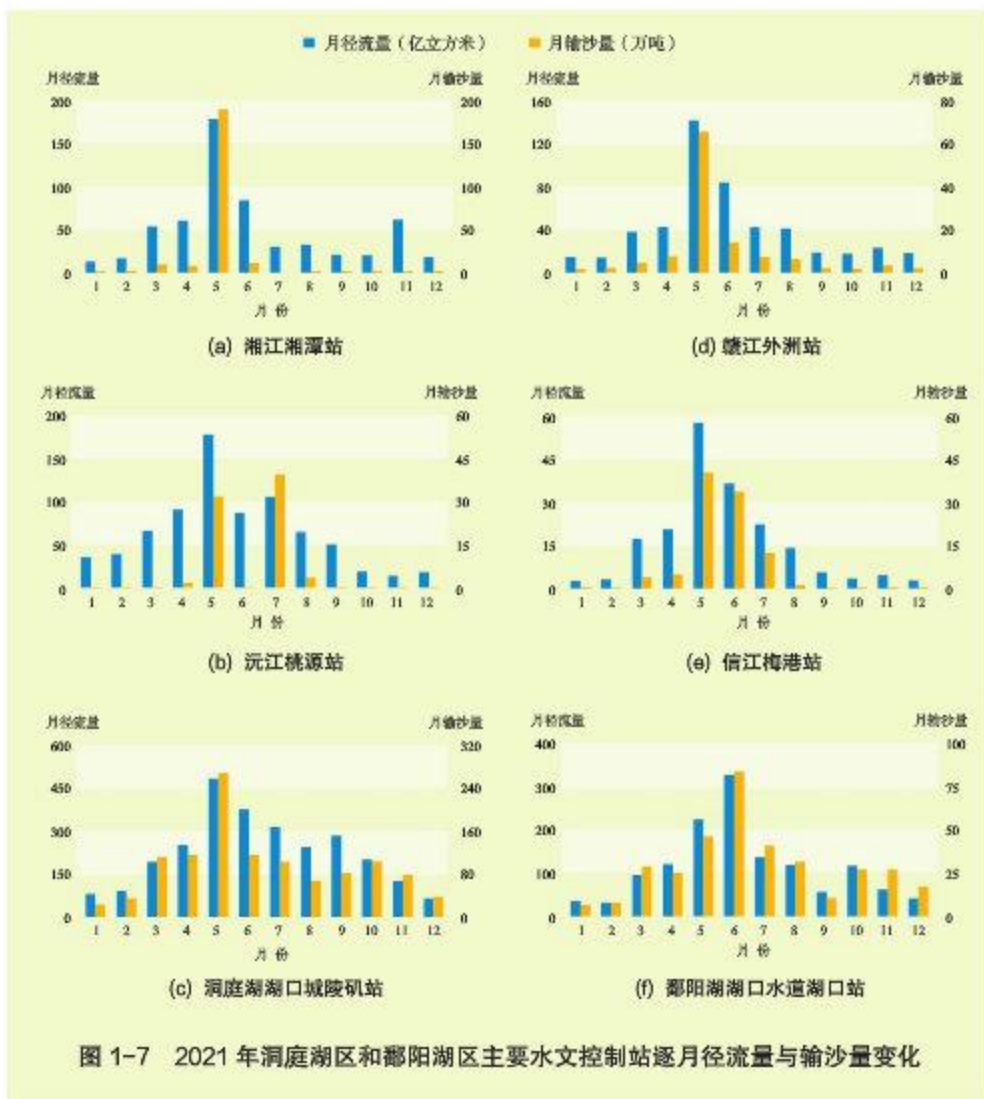 月径流量（亿立方米） 月输沙量（万吨）
月径流量 月输沙量
200 200
150 150
100 100
50 50
0 0
1 2 3 4 5 6 7 8 9 10 11 12
月 份
(a) 湘江湘潭站
月径流量 月输沙量
160 80
120 60
80 40
40 20
0 0
1 2 3 4 5 6 7 8 9 10 11 12
月 份
(d) 赣江外洲站
月径流量 月输沙量
200 60
150 45
100 30
50 15
0 0
1 2 3 4 5 6 7 8 9 10 11 12
月 份
(b) 沅江桃源站
月径流量 月输沙量
60 60
45 45
30 30
15 15
0 0
1 2 3 4 5 6 7 8 9 10 11 12
月 份
(e) 信江梅港站
月径流量 月输沙量
600 320
450 240
300 160
150 80
0 0
1 2 3 4 5 6 7 8 9 10 11 12
月 份
(c) 洞庭湖湖口城陵矶站
月径流量 月输沙量
400 100
300 75
200 50
100 25
0 0
1 2 3 4 5 6 7 8 9 10 11 12
月 份
(f) 鄱阳湖湖口水道湖口站
图 1-7 2021 年洞庭湖区和鄱阳湖区主要水文控制站逐月径流量与输沙量变化